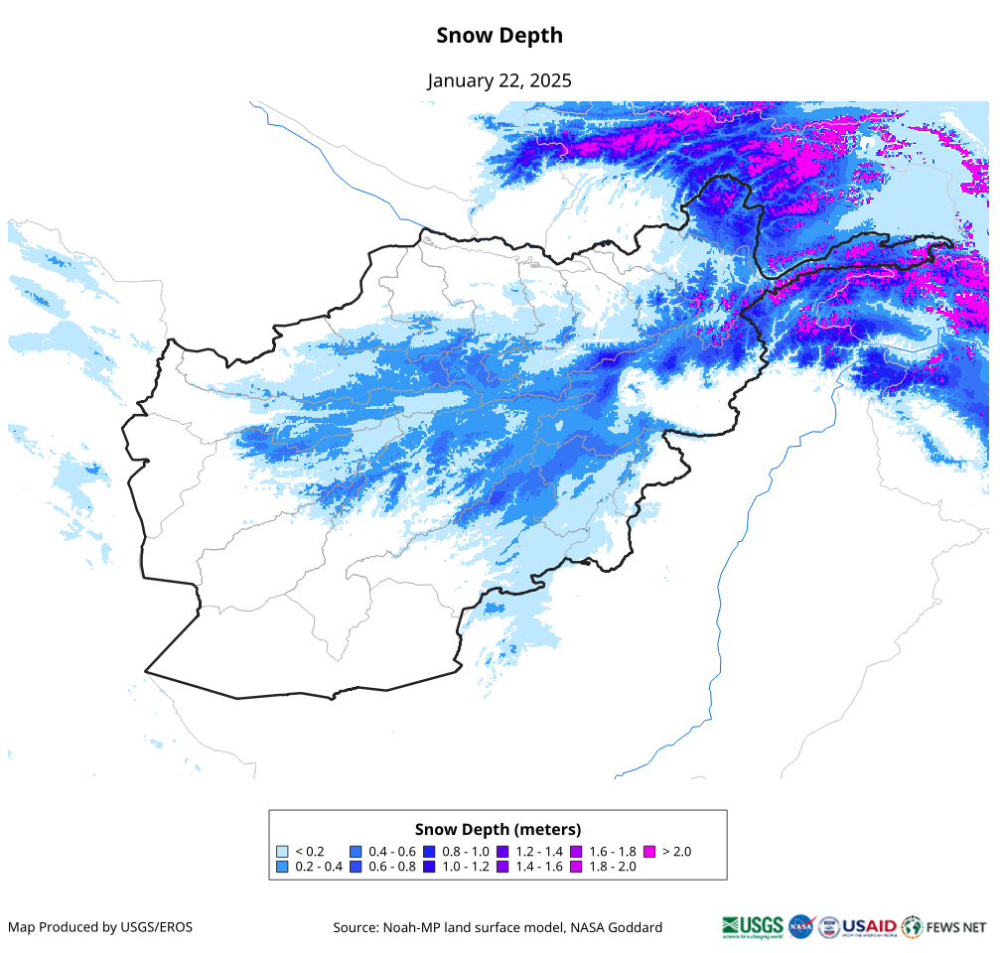 Snow Depth
January 22, 2025
Snow Depth (meters)
< 0.2 0.4 - 0.6 0.8 - 1.0 1.2 - 1.4 1.6 - 1.8 > 2.0
0.2 - 0.4 0.6 - 0.8 1.0 - 1.2 1.4 - 1.6 1.8 - 2.0
Map Produced by USGS/EROS Source: Noah-MP land surface model, NASA Goddard USGS NASA USAID FEWS NET
science for a changing world FROM THE AMERICAN PEOPLE